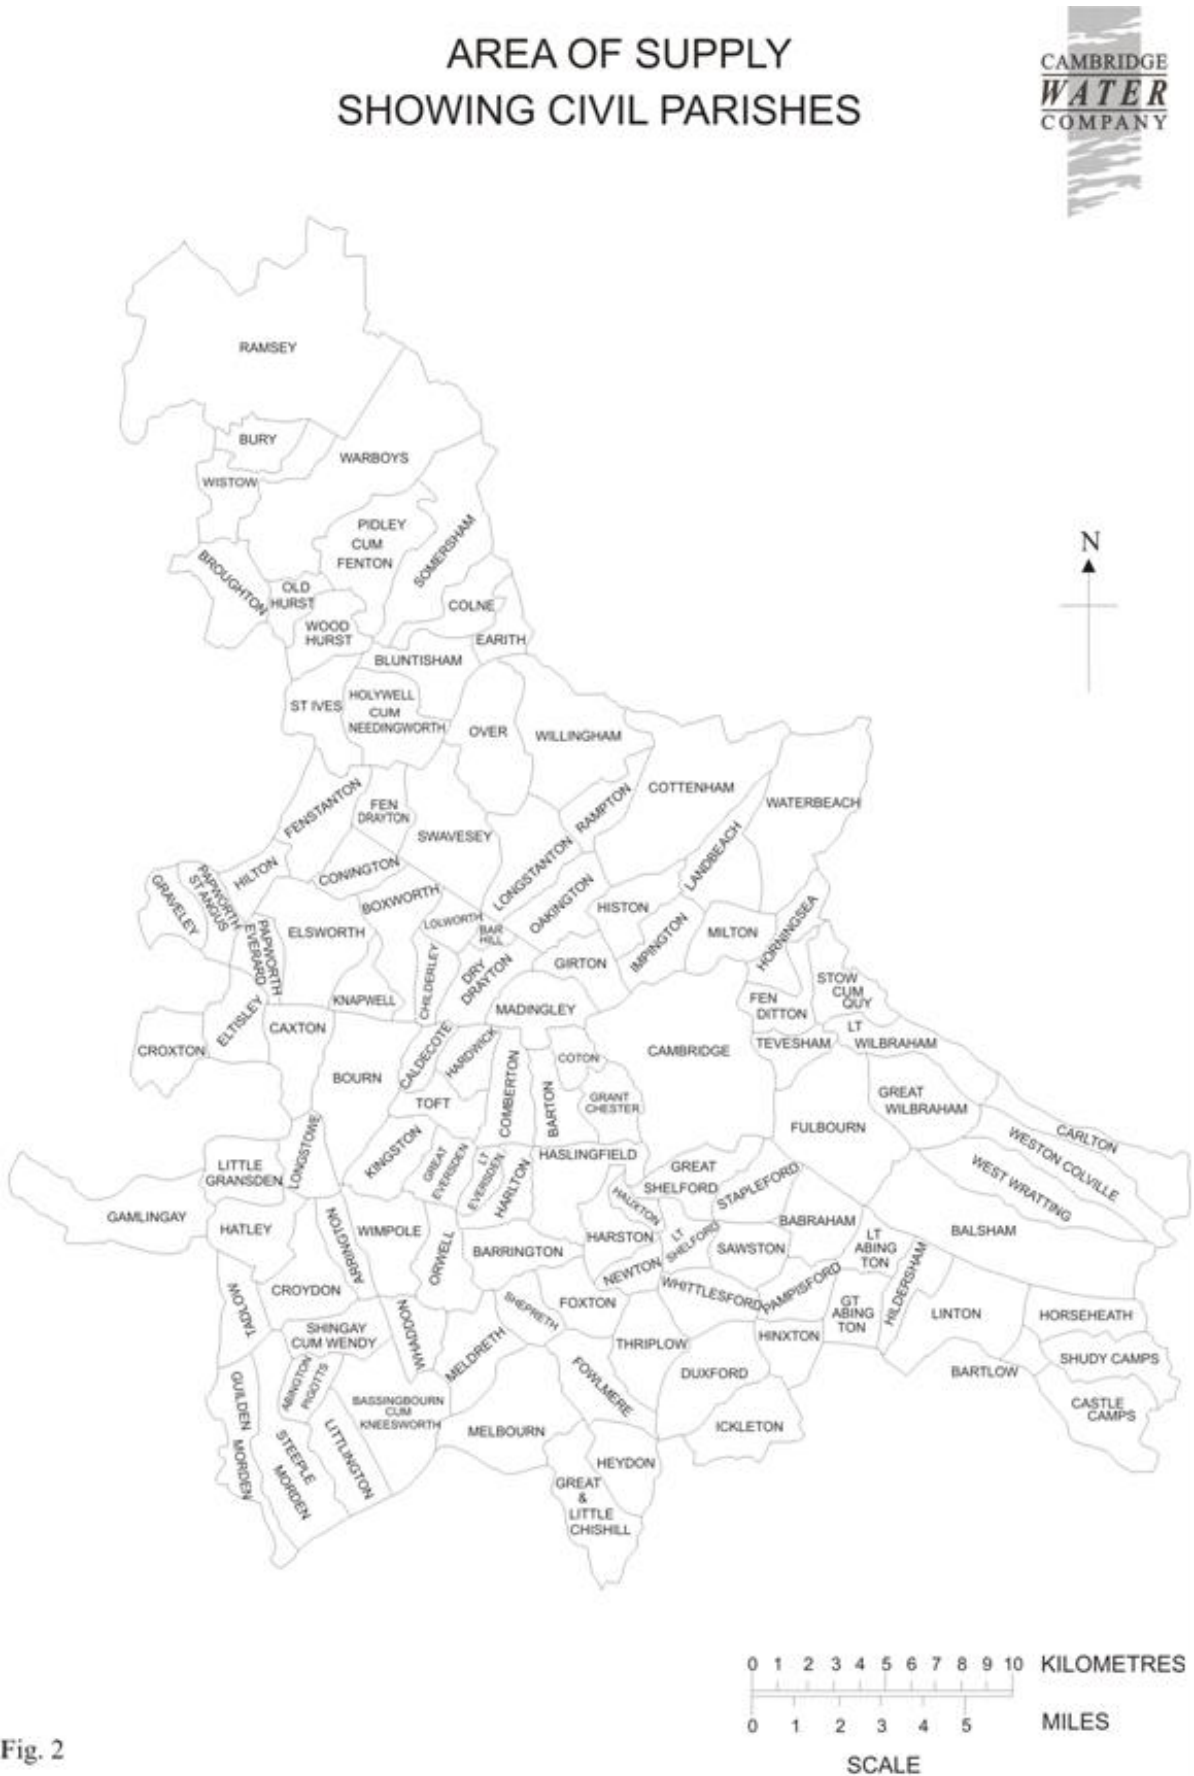 AREA OF SUPPLY
SHOWING CIVIL PARISHES
CAMBRIDGE
WATER
COMPANY
RAMSEY
BURY
WARBOYS
WISTOW
PIDLEY
CUM
FENTON
SOMERSHAM
BROUGHTON
OLD
HURST
WOOD
HURST
COLNE
EARITH
BLUNTISHAM
ST IVES
HOLYWELL
CUM
NEEDINGWORTH
OVER
WILLINGHAM
N
FENSTANTON
FEN
DRAYTON
SWAVESEY
RAMPTON
COTTENHAM
WATERBEACH
LANDBEACH
LONGSTANTON
HILTON
CONINGTON
BOXWORTH
GRAVELEY
PAPWORTH
ST ANGUS
PAPWORTH
EVERARD
ELSWORTH
LOLWORTH
BAR
HILL
OAKINGTON
HISTON
IMPINGTON
MILTON
HORNINGSEA
CHILDERLEY
DRY
DRAYTON
GIRTON
KNAPWELL
MADINGLEY
FEN
DITTON
STOW
CUM
QUY
ELTISLEY
CAXTON
CROXTON
BOURN
CALDECOTE
HARDWICK
COMBERTON
BARTON
COTON
GRANT
CHESTER
CAMBRIDGE
TEVESHAM
LT
WILBRAHAM
GREAT
WILBRAHAM
TOFT
FULBOURN
CARLTON
WESTON COLVILLE
WEST WRATTING
LONGSTOWE
KINGSTON
GREAT
EVERSDEN
LT
EVERSDEN
HARLTON
HASLINGFIELD
LITTLE
GRANSDEN
GREAT
SHELFORD
STAPLEFORD
HAUXTON
GAMLINGAY
HATLEY
ARRINGTON
WIMPOLE
ORWELL
BARRINGTON
HARSTON
LT
SHELFORD
SAWSTON
BABRAHAM
LT
ABING
TON
BALSHAM
NEWTON
WHITTLESFORD
PAMPISFORD
HILDERSHAM
TADLOW
CROYDON
WHADDON
SHEPRETH
FOXTON
GT
ABING
TON
LINTON
HORSEHEATH
SHINGAY
CUM WENDY
MELDRETH
THRIPLOW
HINXTON
SHUDY CAMPS
BARTLOW
DUXFORD
ABINGTON
PIGOTTS
GUILDEN
MORDEN
BASSINGBOURN
CUM
KNEESWORTH
FOWLMERE
CASTLE
CAMPS
STEEPLE
MORDEN
LITTLINGTON
MELBOURN
ICKLETON
HEYDON
GREAT
&
LITTLE
CHISHILL
0 1 2 3 4 5 6 7 8 9 10 KILOMETRES
0 1 2 3 4 5 MILES
SCALE
Fig. 2